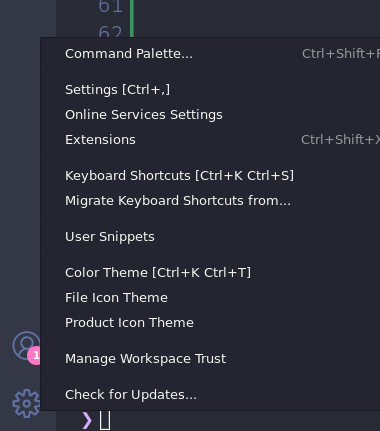 61
62
Command Palette... Ctrl+Shift+P
Settings [Ctrl+,]
Online Services Settings
Extensions Ctrl+Shift+X
Keyboard Shortcuts [Ctrl+K Ctrl+S]
Migrate Keyboard Shortcuts from...
User Snippets
Color Theme [Ctrl+K Ctrl+T]
File Icon Theme
Product Icon Theme
Manage Workspace Trust
1
Check for Updates...
❯